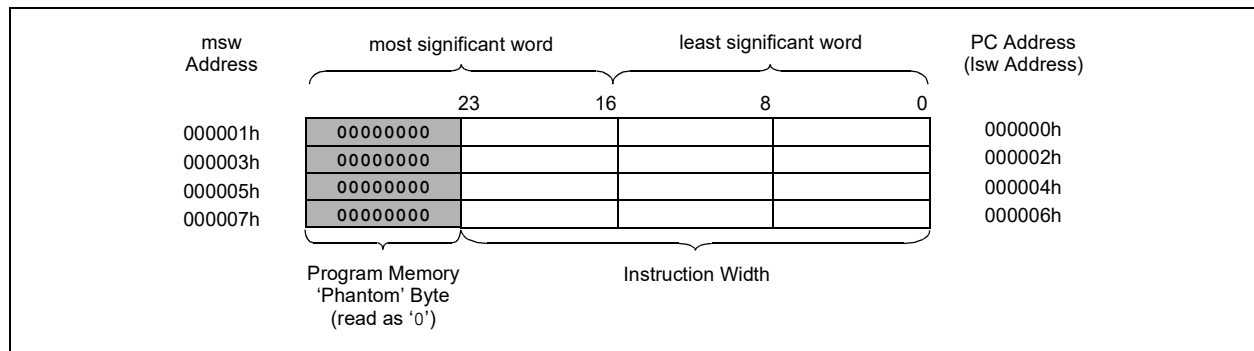 msw
Address
most significant word
least significant word
PC Address
(lsw Address)
23 16 8 0
000001h 00000000 000000h
000003h 00000000 000002h
000005h 00000000 000004h
000007h 00000000 000006h
Program Memory
‘Phantom’ Byte
(read as ‘0’)
Instruction Width